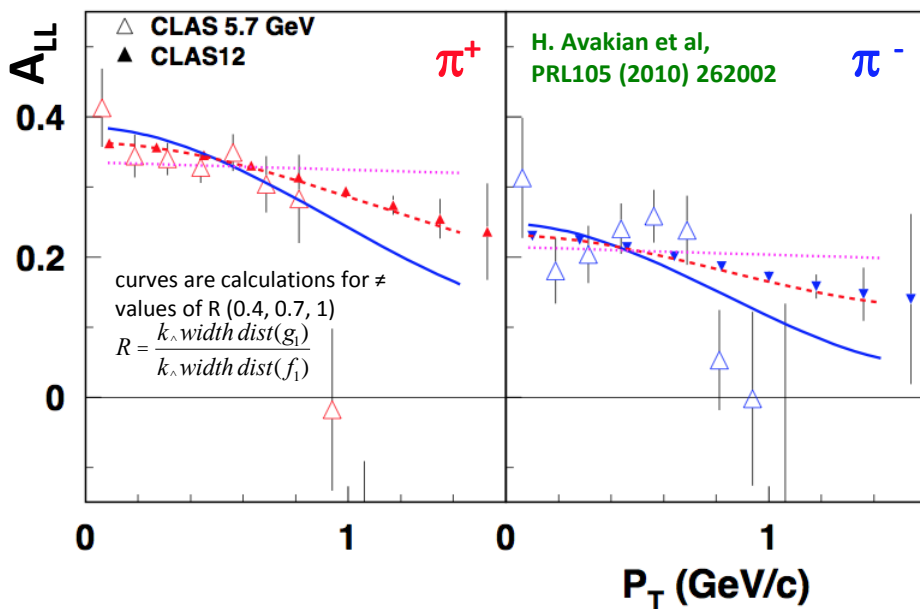 △ CLAS 5.7 GeV
▲ CLAS12
π+
H. Avakian et al,
PRL105 (2010) 262002
π -
A_LL
0.4
0.2
0
curves are calculations for ≠
values of R (0.4, 0.7, 1)
R = k^ width dist(g1) / k^ width dist(f1)
0 1 0 1
P_T (GeV/c)